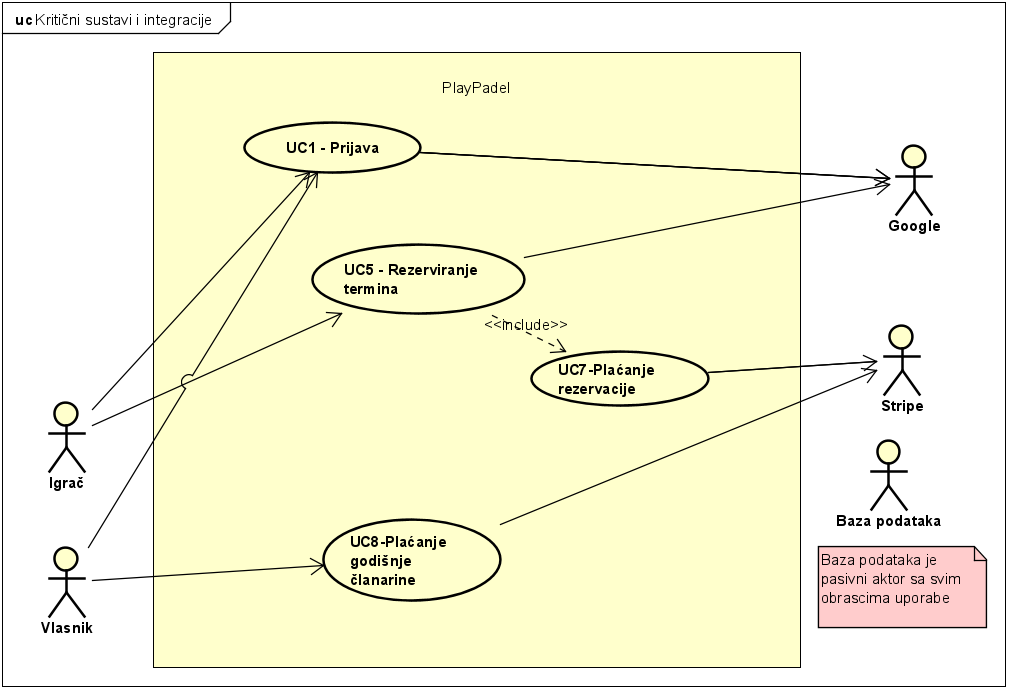 uc Kritični sustavi i integracije
PlayPadel
UC1 - Prijava
Google
UC5 - Rezerviranje
termina
<<include>>
UC7-Plaćanje
rezervacije
Stripe
Igrač
Baza podataka
UC8-Plaćanje
godišnje
članarine
Baza podataka je
pasivni aktor sa svim
obrascima uporabe
Vlasnik